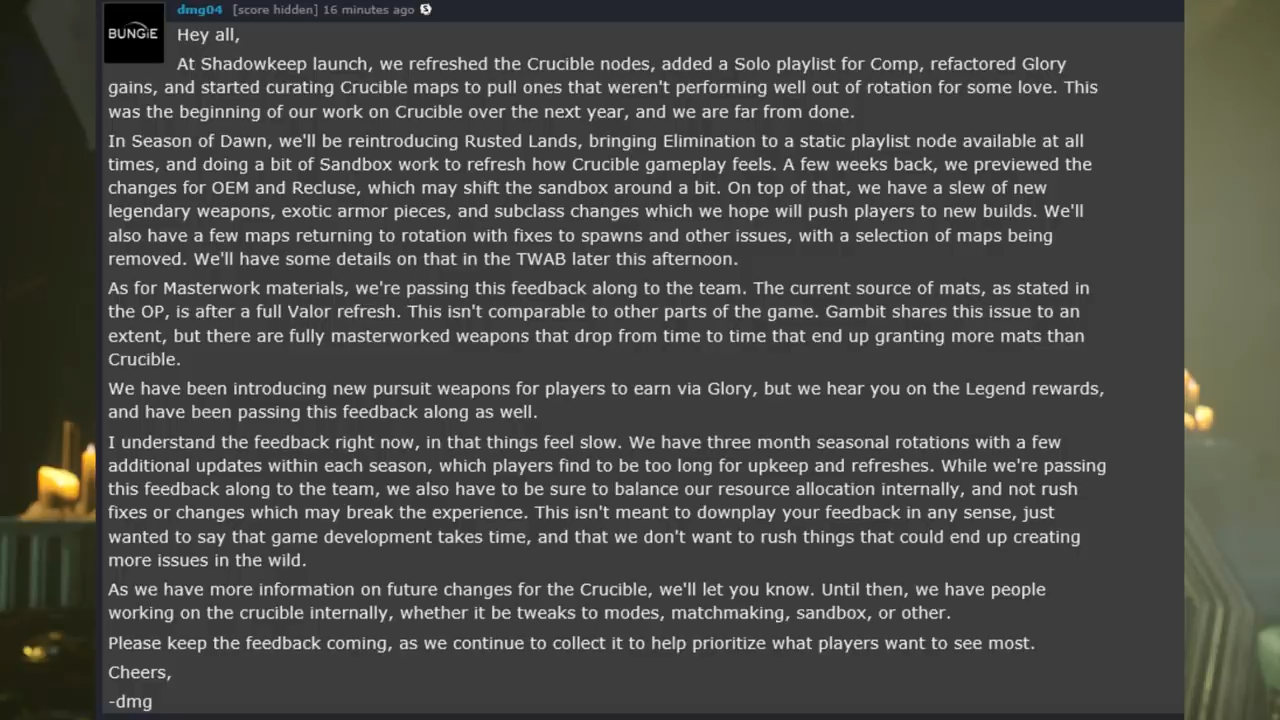 dmg04 [score hidden] 16 minutes ago
BUNGiE
Hey all,
At Shadowkeep launch, we refreshed the Crucible nodes, added a Solo playlist for Comp, refactored Glory
gains, and started curating Crucible maps to pull ones that weren't performing well out of rotation for some love. This
was the beginning of our work on Crucible over the next year, and we are far from done.
In Season of Dawn, we'll be reintroducing Rusted Lands, bringing Elimination to a static playlist node available at all
times, and doing a bit of Sandbox work to refresh how Crucible gameplay feels. A few weeks back, we previewed the
changes for OEM and Recluse, which may shift the sandbox around a bit. On top of that, we have a slew of new
legendary weapons, exotic armor pieces, and subclass changes which we hope will push players to new builds. We'll
also have a few maps returning to rotation with fixes to spawns and other issues, with a selection of maps being
removed. We'll have some details on that in the TWAB later this afternoon.
As for Masterwork materials, we're passing this feedback along to the team. The current source of mats, as stated in
the OP, is after a full Valor refresh. This isn't comparable to other parts of the game. Gambit shares this issue to an
extent, but there are fully masterworked weapons that drop from time to time that end up granting more mats than
Crucible.
We have been introducing new pursuit weapons for players to earn via Glory, but we hear you on the Legend rewards,
and have been passing this feedback along as well.
I understand the feedback right now, in that things feel slow. We have three month seasonal rotations with a few
additional updates within each season, which players find to be too long for upkeep and refreshes. While we're passing
this feedback along to the team, we also have to be sure to balance our resource allocation internally, and not rush
fixes or changes which may break the experience. This isn't meant to downplay your feedback in any sense, just
wanted to say that game development takes time, and that we don't want to rush things that could end up creating
more issues in the wild.
As we have more information on future changes for the Crucible, we'll let you know. Until then, we have people
working on the crucible internally, whether it be tweaks to modes, matchmaking, sandbox, or other.
Please keep the feedback coming, as we continue to collect it to help prioritize what players want to see most.
Cheers,
-dmg